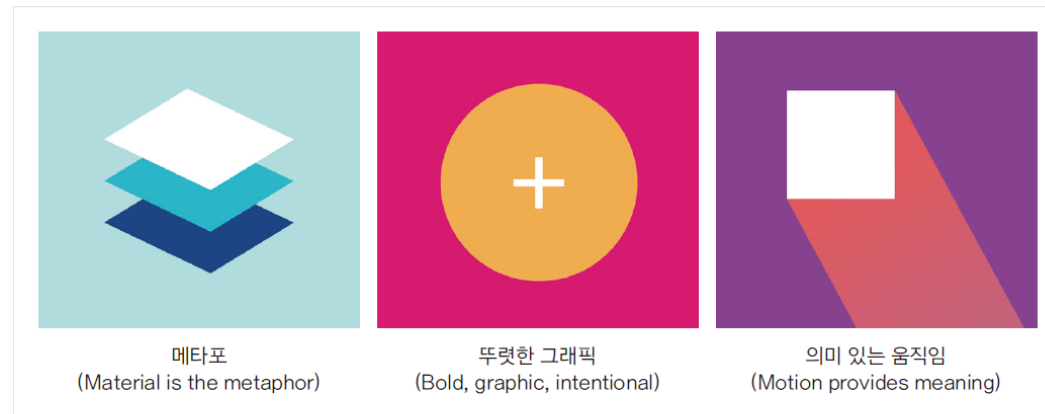 메타포
(Material is the metaphor)
뚜렷한 그래픽
(Bold, graphic, intentional)
의미 있는 움직임
(Motion provides meaning)